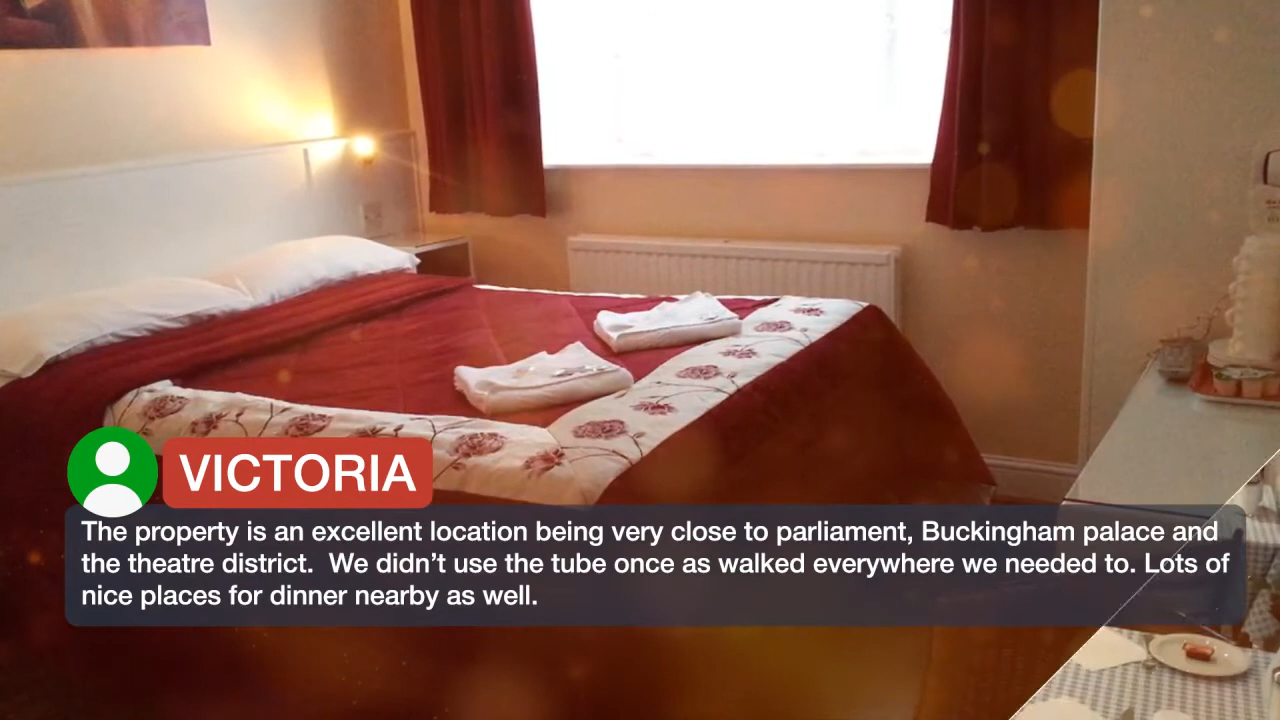 VICTORIA
The property is an excellent location being very close to parliament, Buckingham palace and
the theatre district.  We didn’t use the tube once as walked everywhere we needed to. Lots of
nice places for dinner nearby as well.